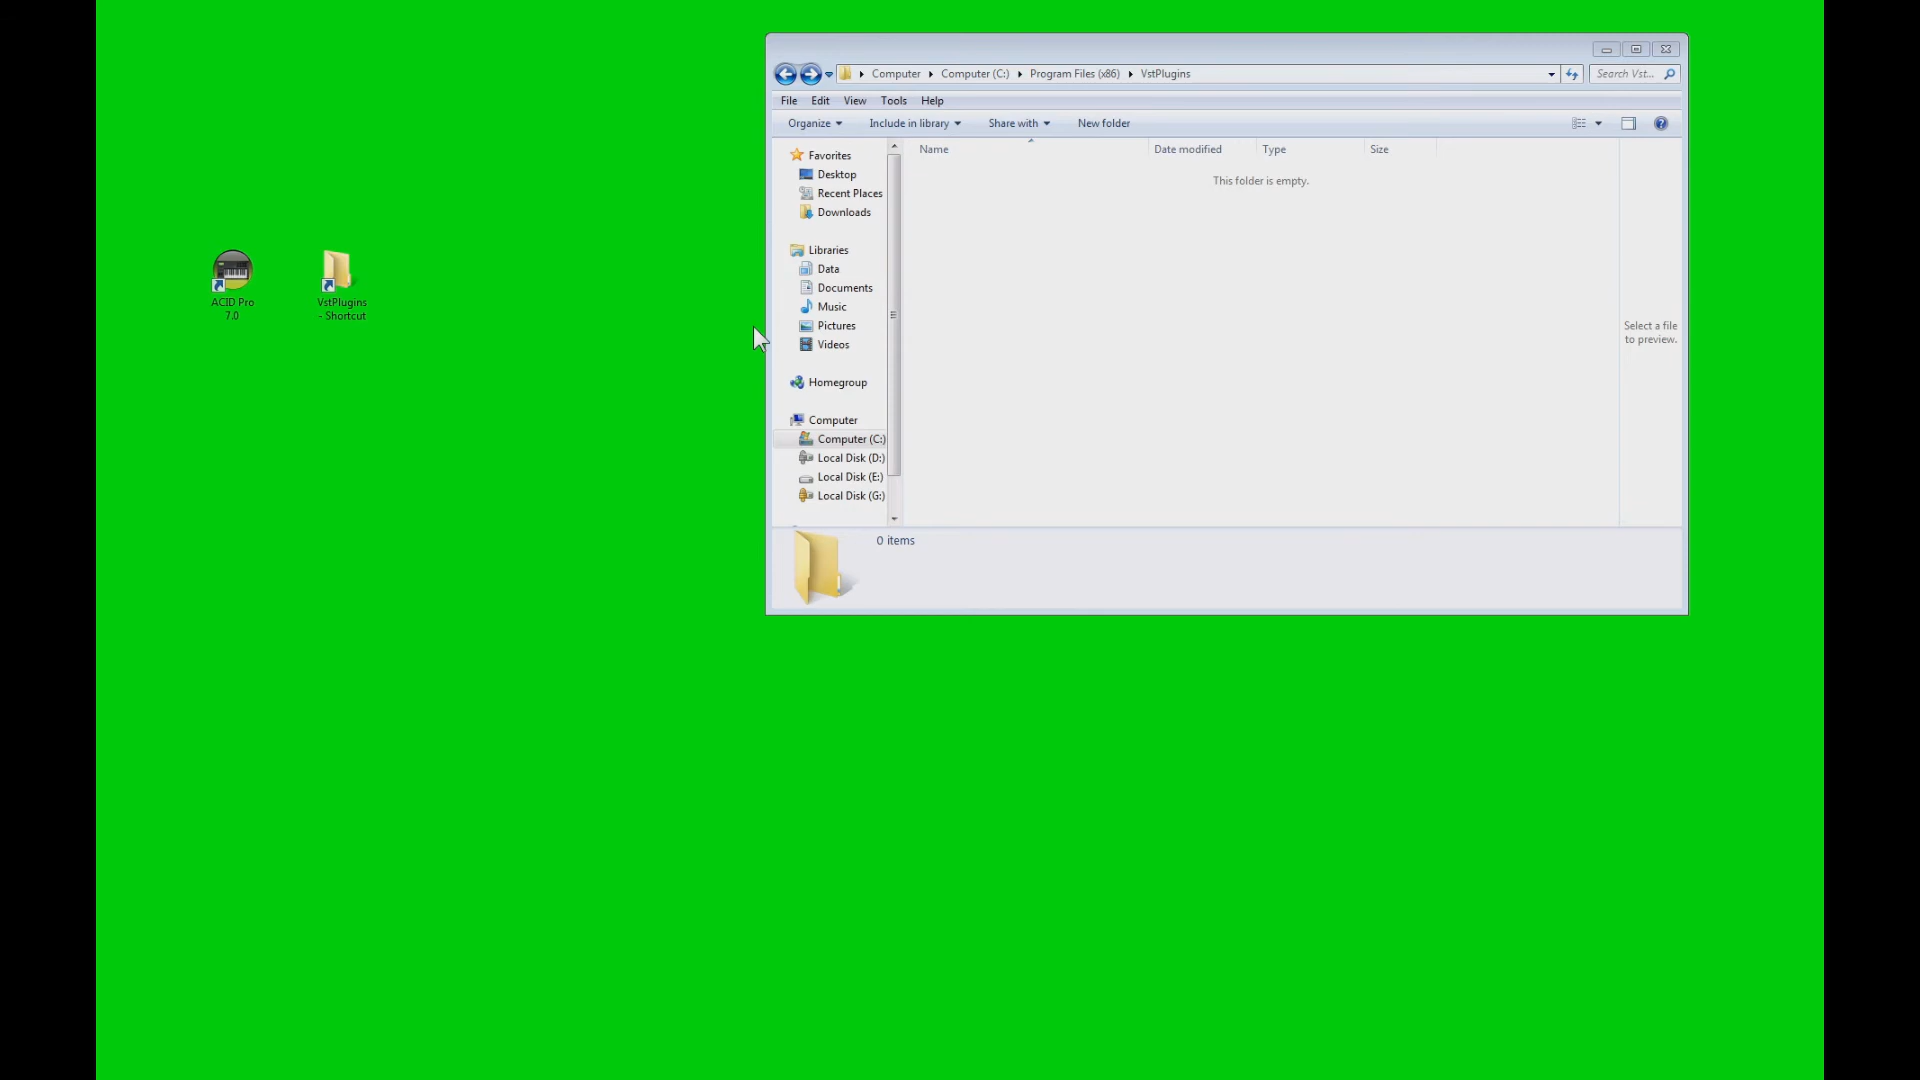 Computer Computer (C:) Program Files (x86) VstPlugins
Search Vst...
File Edit View Tools Help
Organize Include in library Share with New folder
Name Date modified Type Size
This folder is empty.
Favorites
Desktop
Recent Places
Downloads
Libraries
Data
Documents
Music
Pictures
Videos
Homegroup
Computer
Computer (C:)
Local Disk (D:)
Local Disk (E:)
Local Disk (G:)
Select a file
to preview.
0 items
ACID Pro
7.0
VstPlugins
- Shortcut